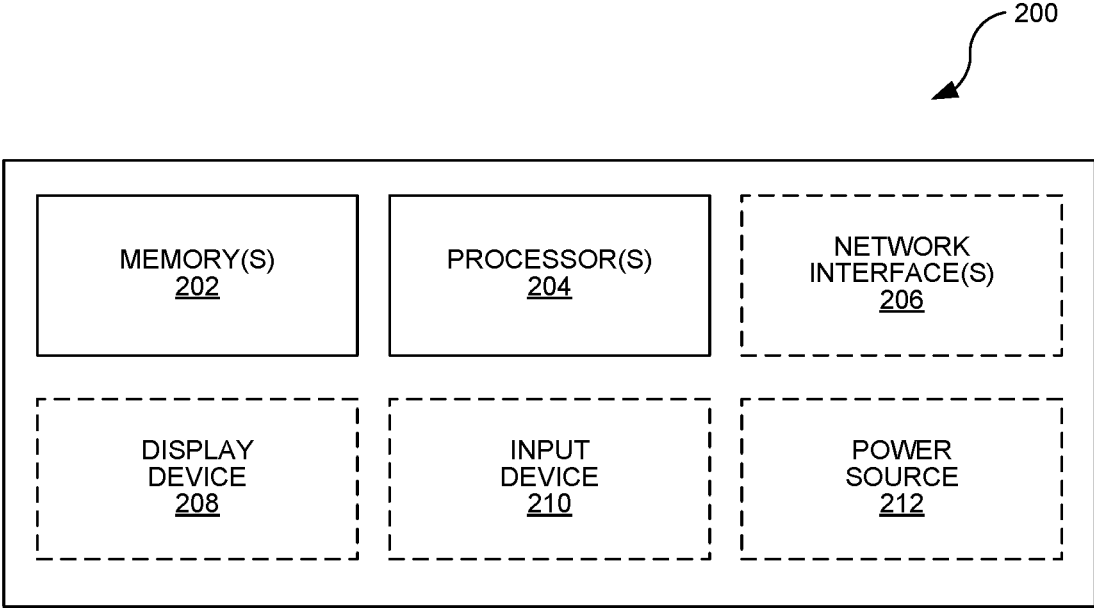 200
MEMORY(S)
202
PROCESSOR(S)
204
NETWORK
INTERFACE(S)
206
DISPLAY
DEVICE
208
INPUT
DEVICE
210
POWER
SOURCE
212